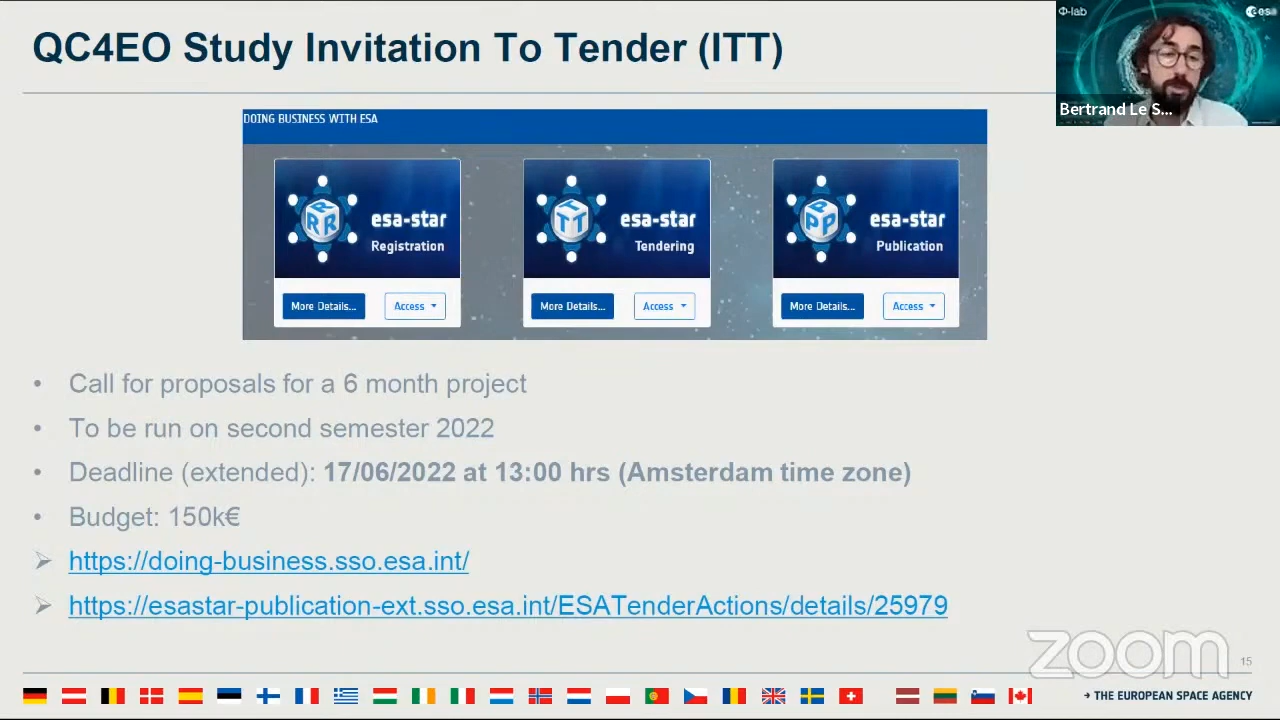 QC4EO Study Invitation To Tender (ITT)
Φ-lab
esa
Bertrand Le S...
DOING BUSINESS WITH ESA
R R R
esa-star
Registration
More Details...
Access
T T T
esa-star
Tendering
More Details...
Access
P P P
esa-star
Publication
More Details...
Access
• Call for proposals for a 6 month project
• To be run on second semester 2022
• Deadline (extended): 17/06/2022 at 13:00 hrs (Amsterdam time zone)
• Budget: 150k€
➢ https://doing-business.sso.esa.int/
➢ https://esastar-publication-ext.sso.esa.int/ESATenderActions/details/25979
zoom
15
→ THE EUROPEAN SPACE AGENCY